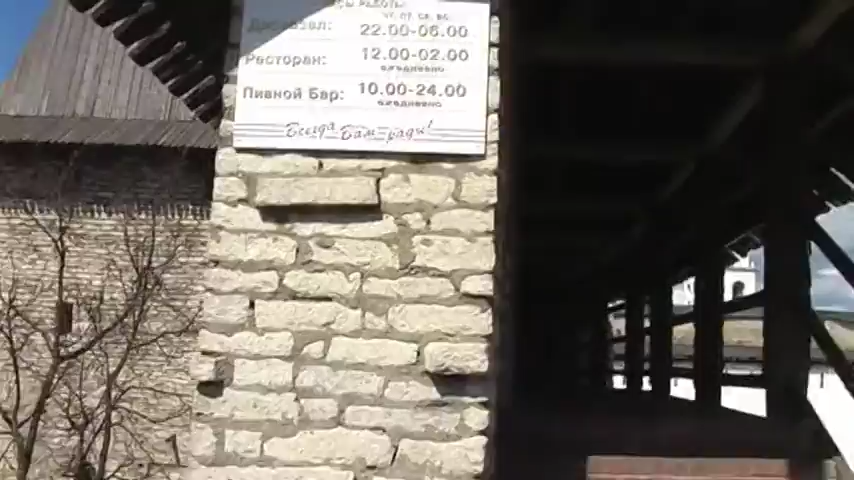 ЧТ. ПТ. СБ. ВС.
22.00-06.00
Ресторан: 12.00-02.00
ежедневно
Пивной Бар: 10.00-24.00
ежедневно
Всегда Вам рады!